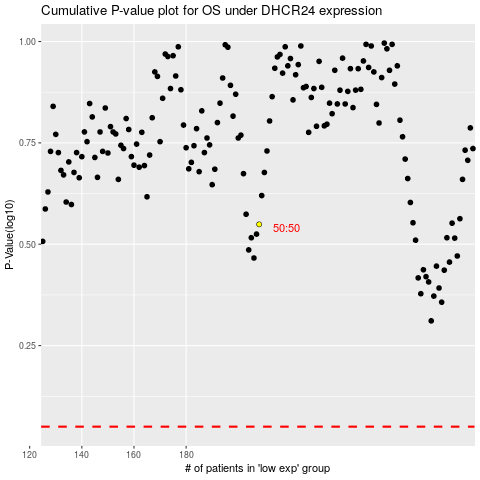 Cumulative P-value plot for OS under DHCR24 expression
P-Value(log10)
1.00
0.75
0.50
0.25
50:50
120 140 160 180
# of patients in 'low exp' group